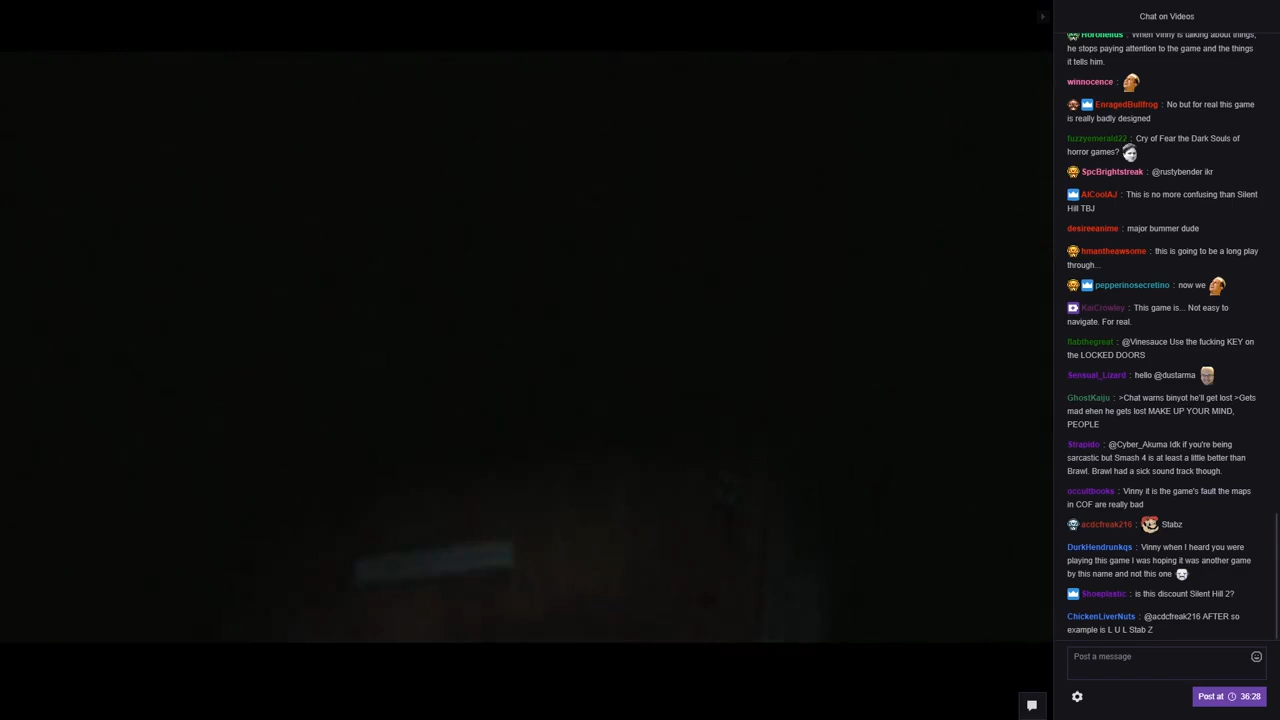 Chat on Videos
Horohelius : When Vinny is talking about things,
he stops paying attention to the game and the things
it tells him.
winnocence :
EnragedBullfrog : No but for real this game
is really badly designed
fuzzyemerald22 : Cry of Fear the Dark Souls of
horror games?
SpcBrightstreak : @rustybender ikr
AlCoolAJ : This is no more confusing than Silent
Hill TBJ
desireeanime : major bummer dude
hmantheawsome : this is going to be a long play
through...
pepperinosecretino : now we
KaiCrowley : This game is... Not easy to
navigate. For real.
flabthegreat : @Vinesauce Use the fucking KEY on
the LOCKED DOORS
Sensual_Lizard : hello @dustarma
GhostKaiju : >Chat warns binyot he'll get lost >Gets
mad ehen he gets lost MAKE UP YOUR MIND,
PEOPLE
Strapido : @Cyber_Akuma Idk if you're being
sarcastic but Smash 4 is at least a little better than
Brawl. Brawl had a sick sound track though.
occultbooks : Vinny it is the game's fault the maps
in COF are really bad
acdcfreak216 : Stabz
DurkHendrunkqs : Vinny when I heard you were
playing this game I was hoping it was another game
by this name and not this one
Shoeplastic : is this discount Silent Hill 2?
ChickenLiverNuts : @acdcfreak216 AFTER so
example is L U L Stab Z
Post a message
Post at 36:28